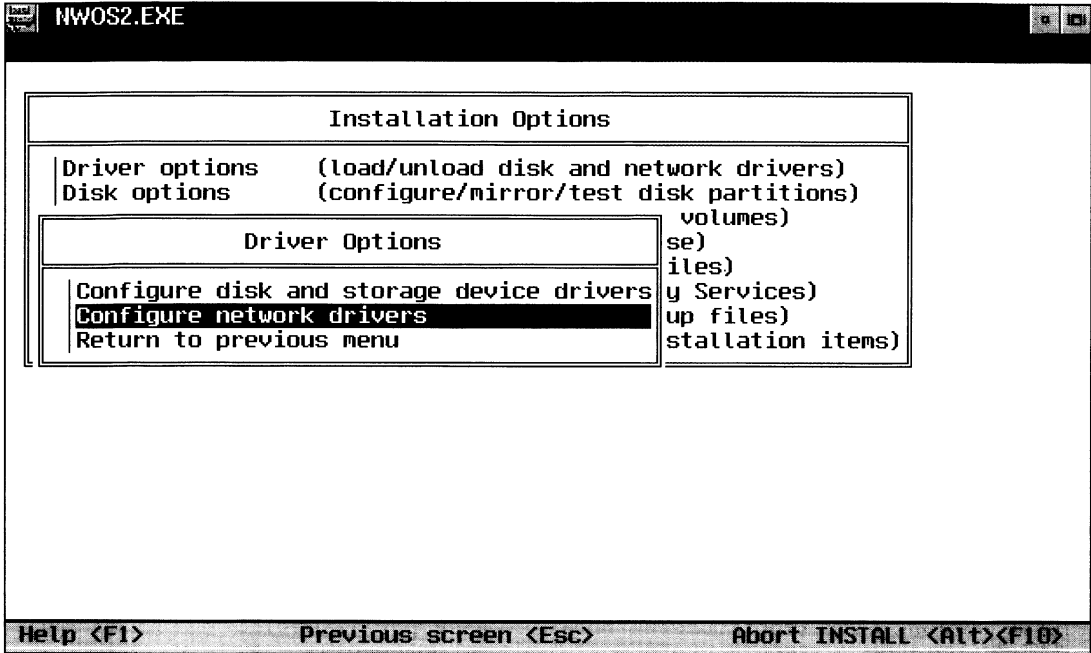 NWOS2.EXE
Installation Options
Driver options (load/unload disk and network drivers)
Disk options (configure/mirror/test disk partitions)
volumes)
Driver Options se)
iles)
Configure disk and storage device drivers y Services)
Configure network drivers up files)
Return to previous menu stallation items)
Help <F1> Previous screen <Esc> Abort INSTALL <Alt><F10>